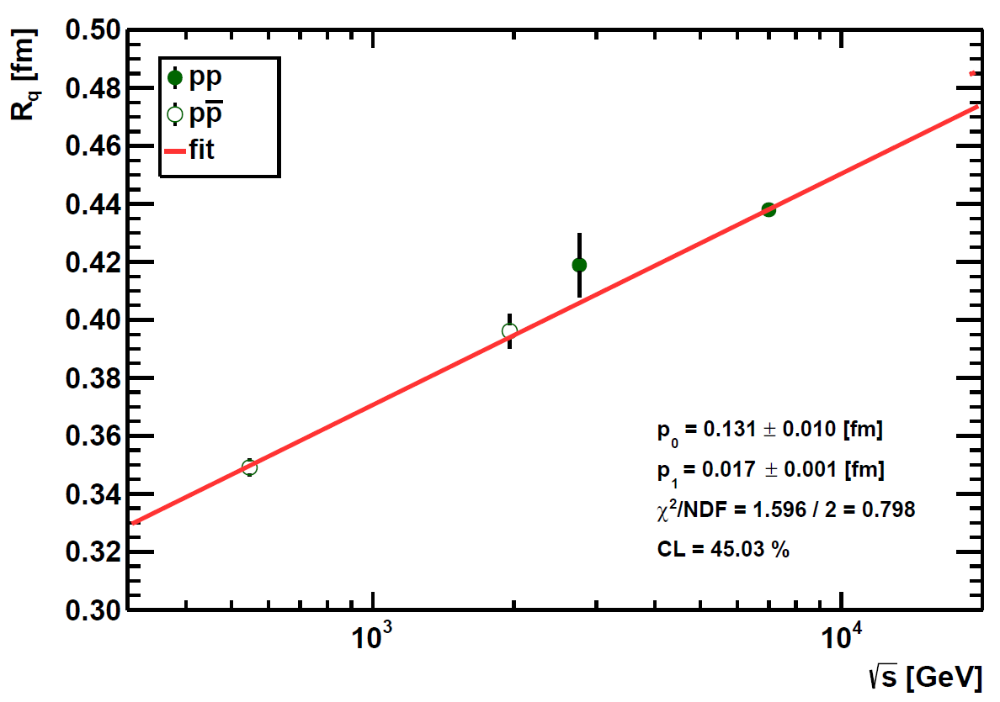 R_q [fm]
0.50
0.48
0.46
0.44
0.42
0.40
0.38
0.36
0.34
0.32
0.30
pp
pp̅
fit
p₀ = 0.131 ± 0.010 [fm]
p₁ = 0.017 ± 0.001 [fm]
χ²/NDF = 1.596 / 2 = 0.798
CL = 45.03 %
10³
10⁴
√s [GeV]